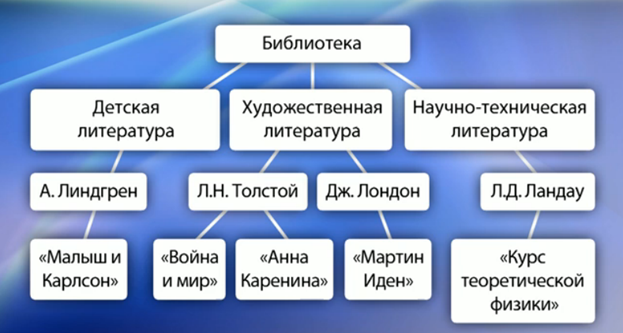 Библиотека
Детская
литература
Художественная
литература
Научно-техническая
литература
А. Линдгрен
Л.Н. Толстой
Дж. Лондон
Л.Д. Ландау
«Малыш и
Карлсон»
«Война
и мир»
«Анна
Каренина»
«Мартин
Иден»
«Курс
теоретической
физики»